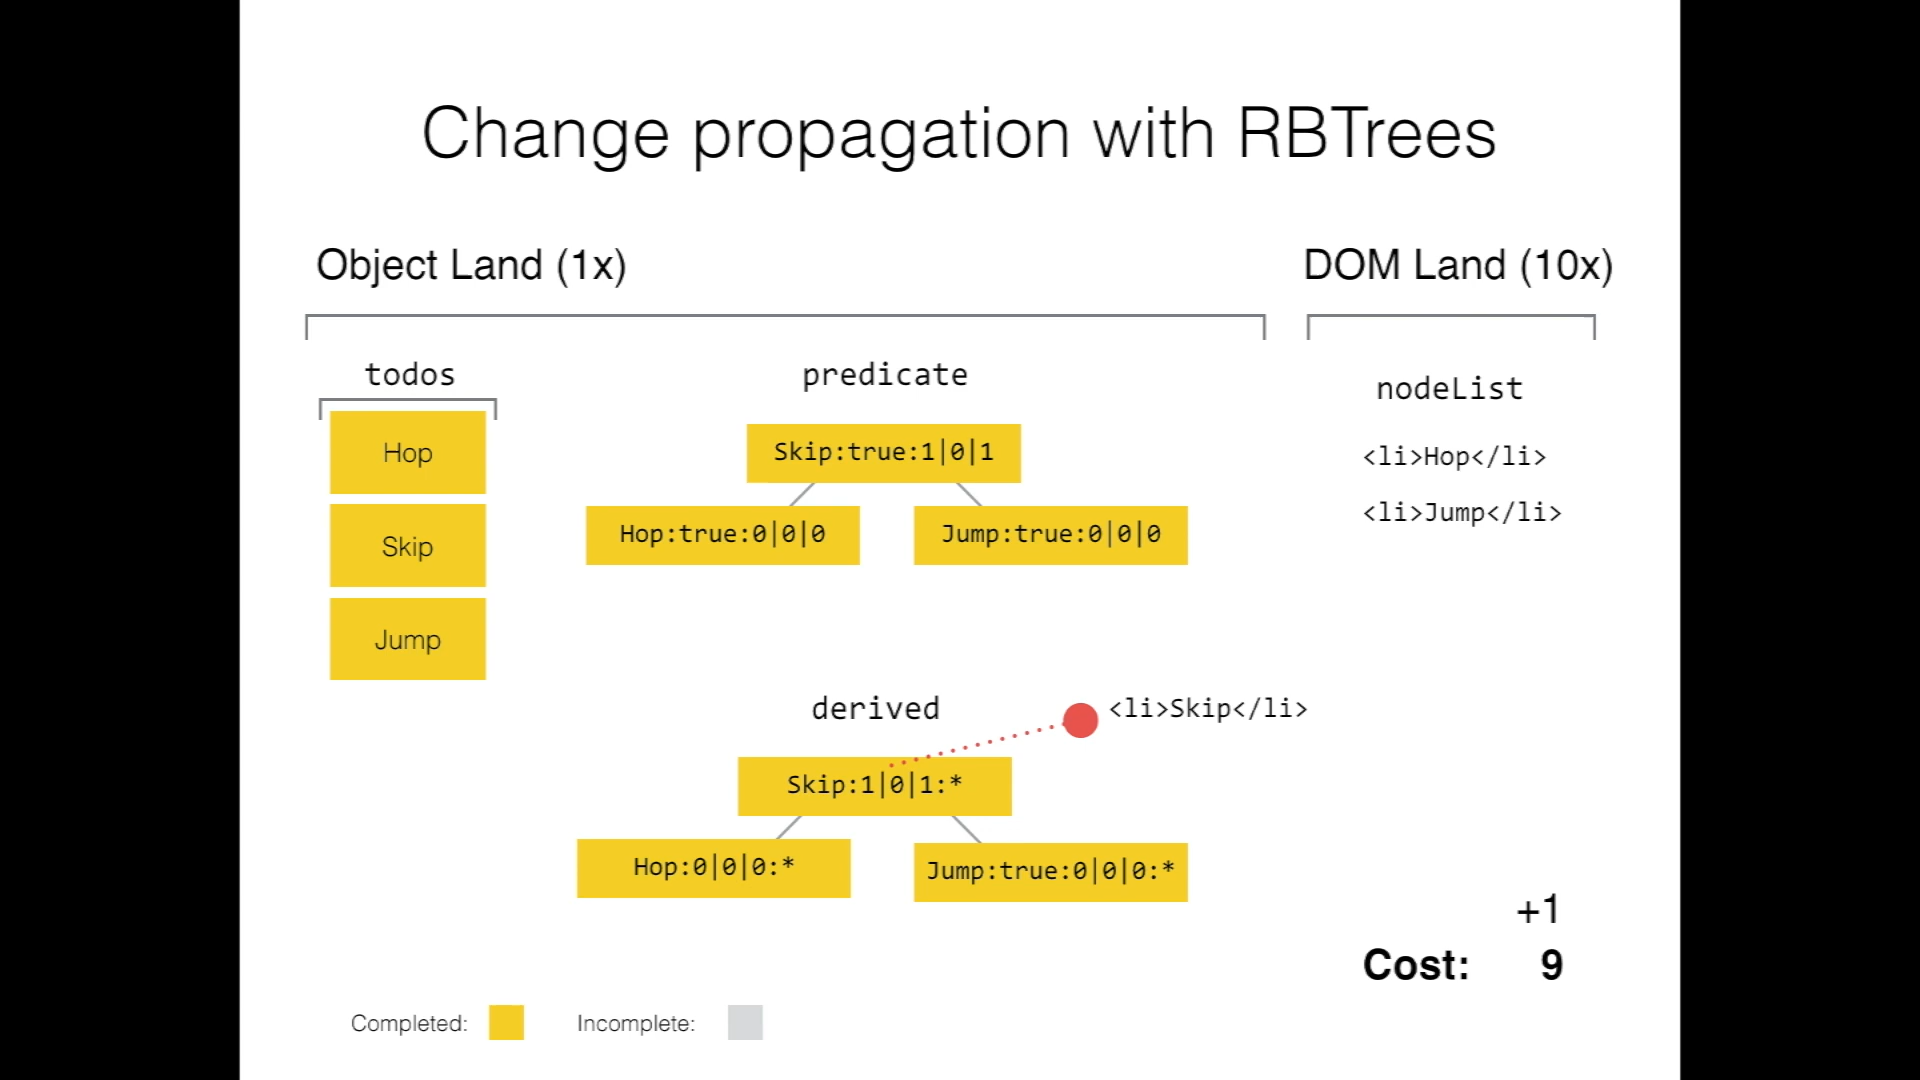 Change propagation with RBTrees
Object Land (1x)
DOM Land (10x)
todos
predicate
nodeList
Hop
Skip
Jump
Skip:true:1|0|1
Hop:true:0|0|0
Jump:true:0|0|0
<li>Hop</li>
<li>Jump</li>
derived
<li>Skip</li>
Skip:1|0|1:*
Hop:0|0|0:*
Jump:true:0|0|0:*
+1
Cost: 9
Completed:
Incomplete: